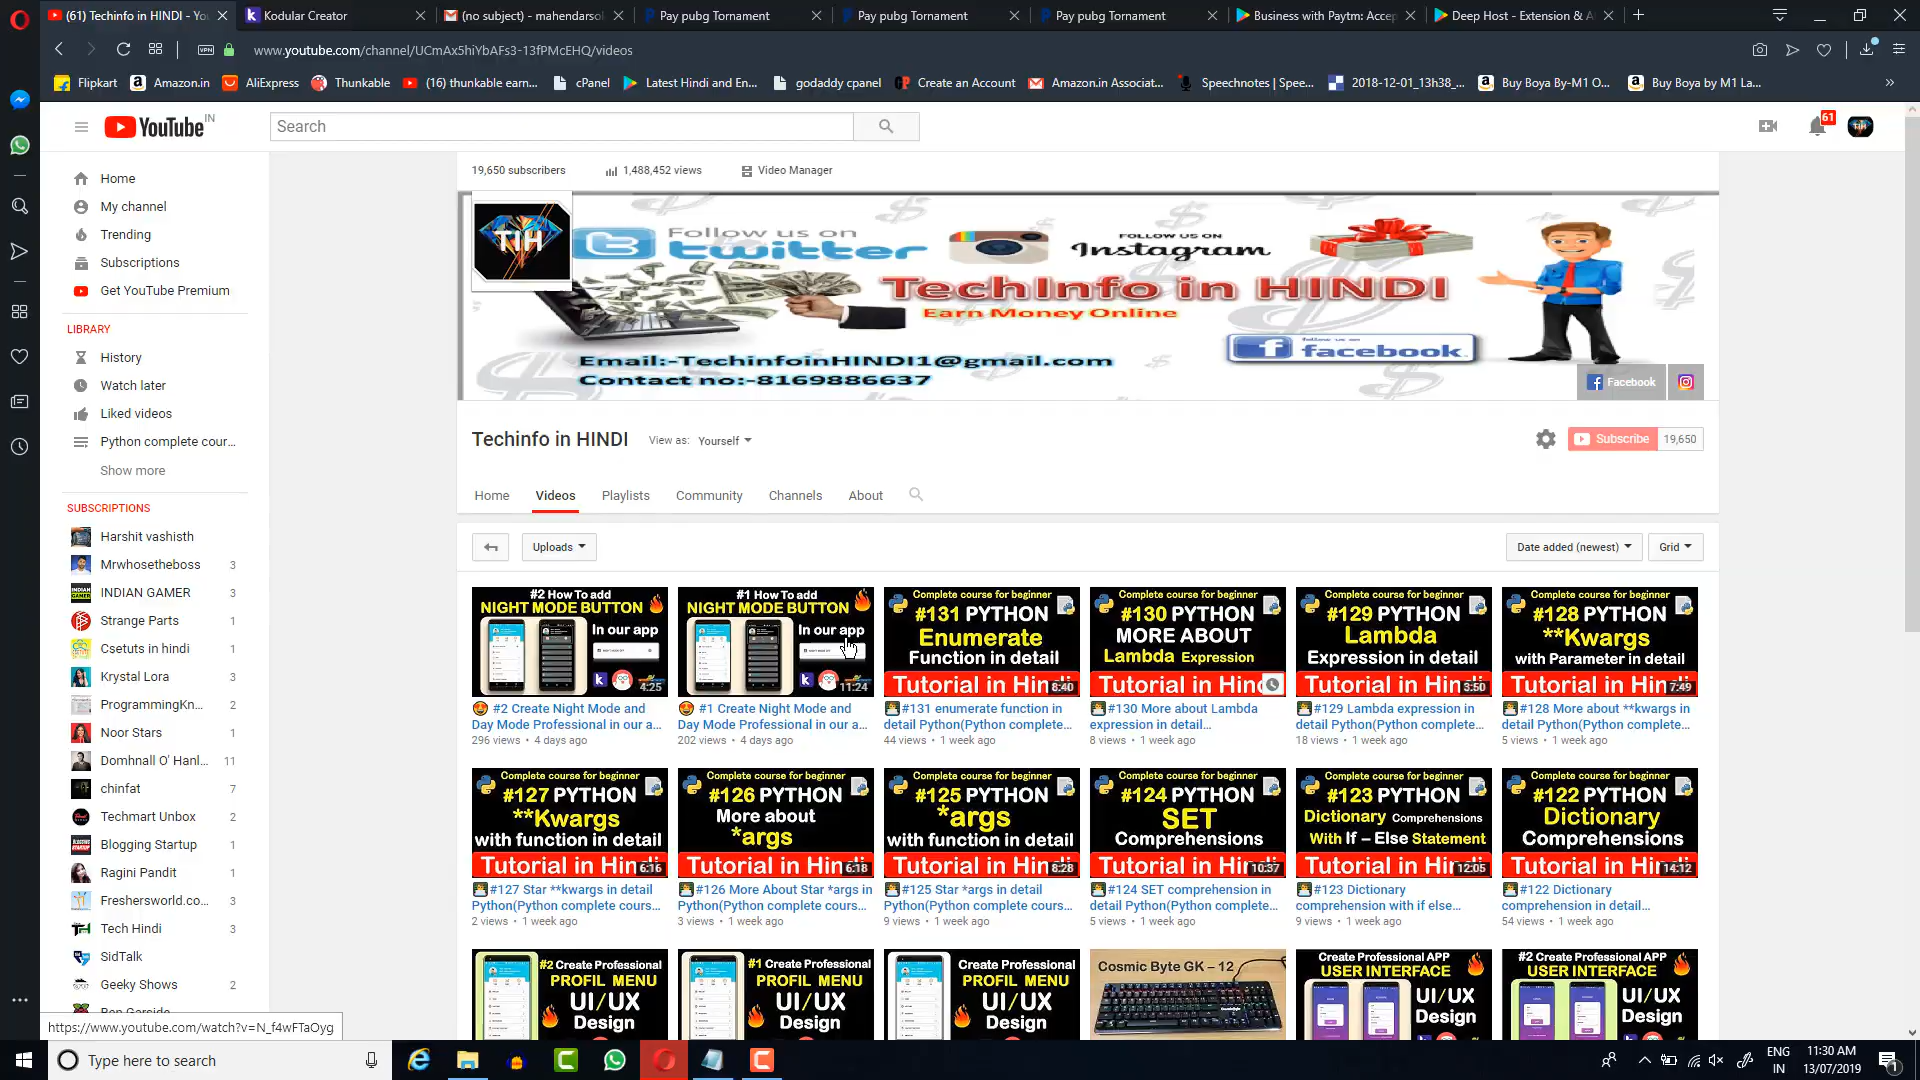 (61) Techinfo in HINDI - Yo
Kodular Creator
(no subject) - mahendarso
Pay pubg Tornament
Pay pubg Tornament
Pay pubg Tornament
Business with Paytm: Accep
Deep Host - Extension & A
VPN
www.youtube.com/channel/UCmAx5hiYbAFs3-13fPMcEHQ/videos
Flipkart
Amazon.in
AliExpress
Thunkable
(16) thunkable earn...
cPanel
Latest Hindi and En...
godaddy cpanel
Create an Account
Amazon.in Associat...
Speechnotes | Spee...
2018-12-01_13h38_...
Buy Boya By-M1 O...
Buy Boya by M1 La...
YouTube IN
Search
61
Home
My channel
Trending
Subscriptions
Get YouTube Premium
LIBRARY
History
Watch later
Liked videos
Python complete cour...
Show more
SUBSCRIPTIONS
Harshit vashisth
Mrwhosetheboss 3
INDIAN GAMER 3
Strange Parts 1
Csetuts in hindi 1
Krystal Lora 3
ProgrammingKn... 2
Noor Stars 1
Domhnall O' Hanl... 11
chinfat 7
Techmart Unbox 2
Blogging Startup 1
Ragini Pandit 1
Freshersworld.co... 3
Tech Hindi 3
SidTalk
Geeky Shows 2
Ben Garside
19,650 subscribers
1,488,452 views
Video Manager
TIH
Follow us on
twitter
FOLLOW US ON
Instagram
TechInfo in HINDI
Earn Money Online
follow us on
facebook
Email:-TechinfoinHINDI1@gmail.com
Contact no:-8169886637
Facebook
Techinfo in HINDI
View as: Yourself
Subscribe 19,650
Home
Videos
Playlists
Community
Channels
About
Uploads
Date added (newest)
Grid
#2 How To add
NIGHT MODE BUTTON
In our app
4:25
#2 Create Night Mode and
Day Mode Professional in our a...
296 views • 4 days ago
#1 How To add
NIGHT MODE BUTTON
In our app
11:24
#1 Create Night Mode and
Day Mode Professional in our a...
202 views • 4 days ago
Complete course for beginner
#131 PYTHON
Enumerate
Function in detail
Tutorial in Hindi
8:40
#131 enumerate function in
detail Python(Python complete...
44 views • 1 week ago
Complete course for beginner
#130 PYTHON
MORE ABOUT
Lambda Expression
Tutorial in Hin
#130 More about Lambda
expression in detail...
8 views • 1 week ago
Complete course for beginner
#129 PYTHON
Lambda
Expression in detail
Tutorial in Hindi
3:50
#129 Lambda expression in
detail Python(Python complete...
18 views • 1 week ago
Complete course for beginner
#128 PYTHON
**Kwargs
with Parameter in detail
Tutorial in Hindi
7:49
#128 More about **kwargs in
detail Python(Python complete...
5 views • 1 week ago
Complete course for beginner
#127 PYTHON
**Kwargs
with function in detail
Tutorial in Hindi
6:16
#127 Star **kwargs in detail
Python(Python complete cours...
2 views • 1 week ago
Complete course for beginner
#126 PYTHON
More about
*args
Tutorial in Hindi
6:18
#126 More About Star *args in
Python(Python complete cours...
3 views • 1 week ago
Complete course for beginner
#125 PYTHON
*args
with function in detail
Tutorial in Hindi
8:28
#125 Star *args in detail
Python(Python complete cours...
9 views • 1 week ago
Complete course for beginner
#124 PYTHON
SET
Comprehensions
Tutorial in Hindi
10:37
#124 SET comprehension in
detail Python(Python complete...
5 views • 1 week ago
Complete course for beginner
#123 PYTHON
Dictionary Comprehensions
With If – Else Statement
Tutorial in Hindi
12:05
#123 Dictionary
comprehension with if else...
9 views • 1 week ago
Complete course for beginner
#122 PYTHON
Dictionary
Comprehensions
Tutorial in Hindi
14:12
#122 Dictionary
comprehension in detail...
54 views • 1 week ago
#2 Create Professional
PROFIL MENU
UI/UX
Design
#1 Create Professional
PROFIL MENU
UI/UX
Design
Create Professional
PROFIL MENU
UI/UX
Design
Cosmic Byte GK – 12
Create Professional APP
USER INTERFACE
UI/UX
Design
#2 Create Professional APP
USER INTERFACE
UI/UX
Design
https://www.youtube.com/watch?v=N_f4wFTaOyg
Type here to search
ENG
IN
11:30 AM
13/07/2019
1